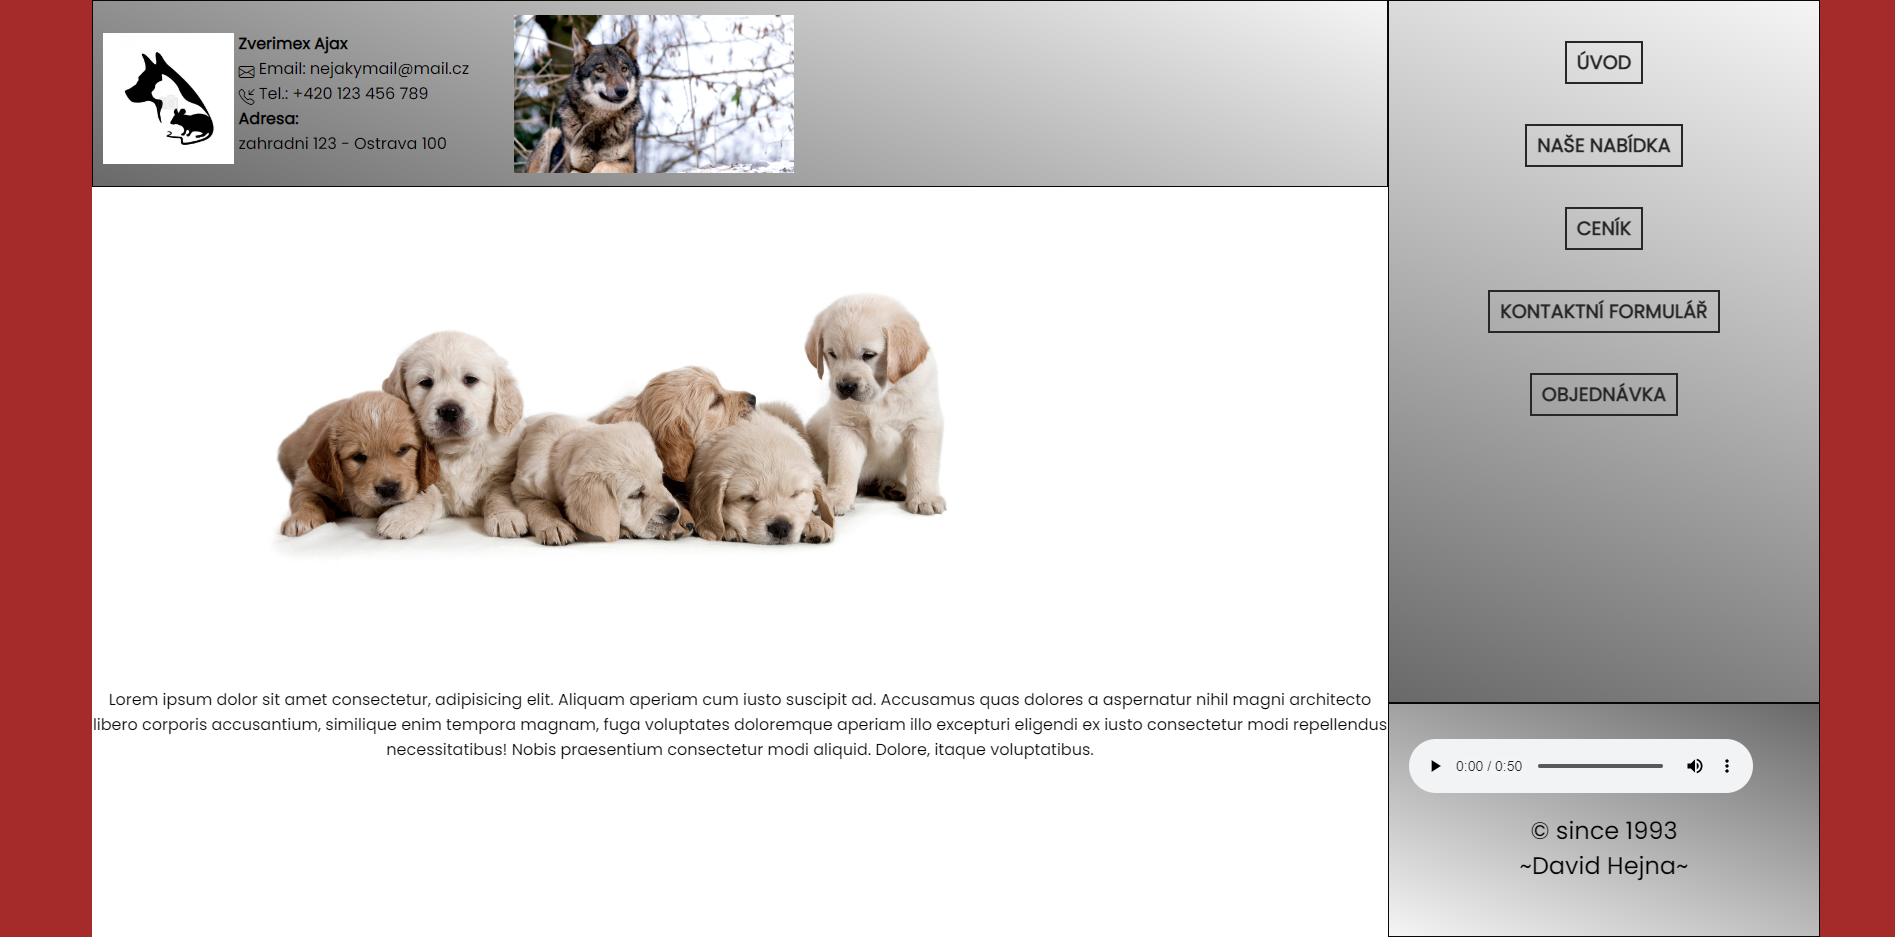 Zverimex Ajax
Email: nejakymail@mail.cz
Tel.: +420 123 456 789
Adresa:
zahradni 123 - Ostrava 100
ÚVOD
NAŠE NABÍDKA
CENÍK
KONTAKTNÍ FORMULÁŘ
OBJEDNÁVKA
Lorem ipsum dolor sit amet consectetur, adipisicing elit. Aliquam aperiam cum iusto suscipit ad. Accusamus quas dolores a aspernatur nihil magni architecto
libero corporis accusantium, similique enim tempora magnam, fuga voluptates doloremque aperiam illo excepturi eligendi ex iusto consectetur modi repellendus
necessitatibus! Nobis praesentium consectetur modi aliquid. Dolore, itaque voluptatibus.
0:00 / 0:50
© since 1993
~David Hejna~